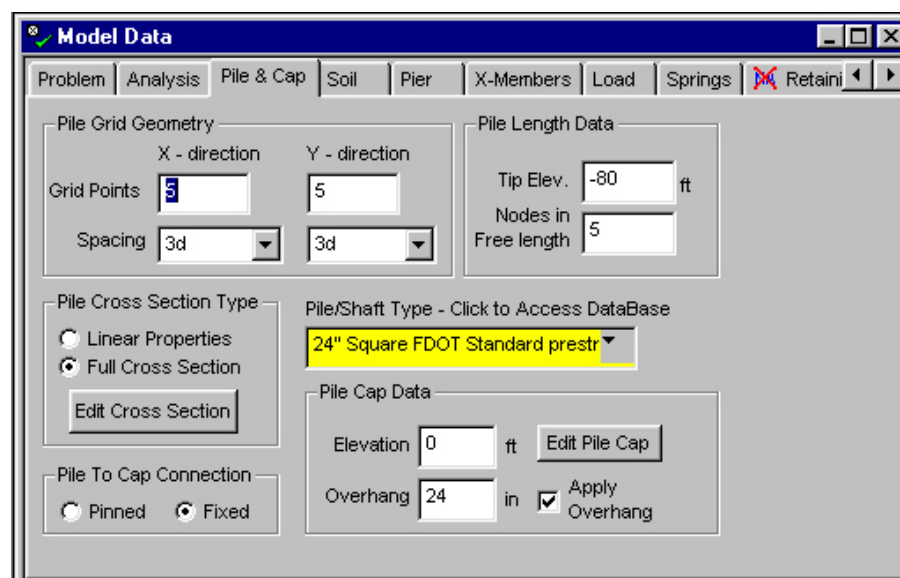 Model Data
Problem Analysis Pile & Cap Soil Pier X-Members Load Springs Retaini
Pile Grid Geometry
X - direction Y - direction
Grid Points 5 5
Spacing 3d 3d
Pile Length Data
Tip Elev. -80 ft
Nodes in
Free length 5
Pile Cross Section Type
Linear Properties
Full Cross Section
Edit Cross Section
Pile/Shaft Type - Click to Access DataBase
24" Square FDOT Standard prestr
Pile Cap Data
Elevation 0 ft Edit Pile Cap
Overhang 24 in Apply
Overhang
Pile To Cap Connection
Pinned Fixed